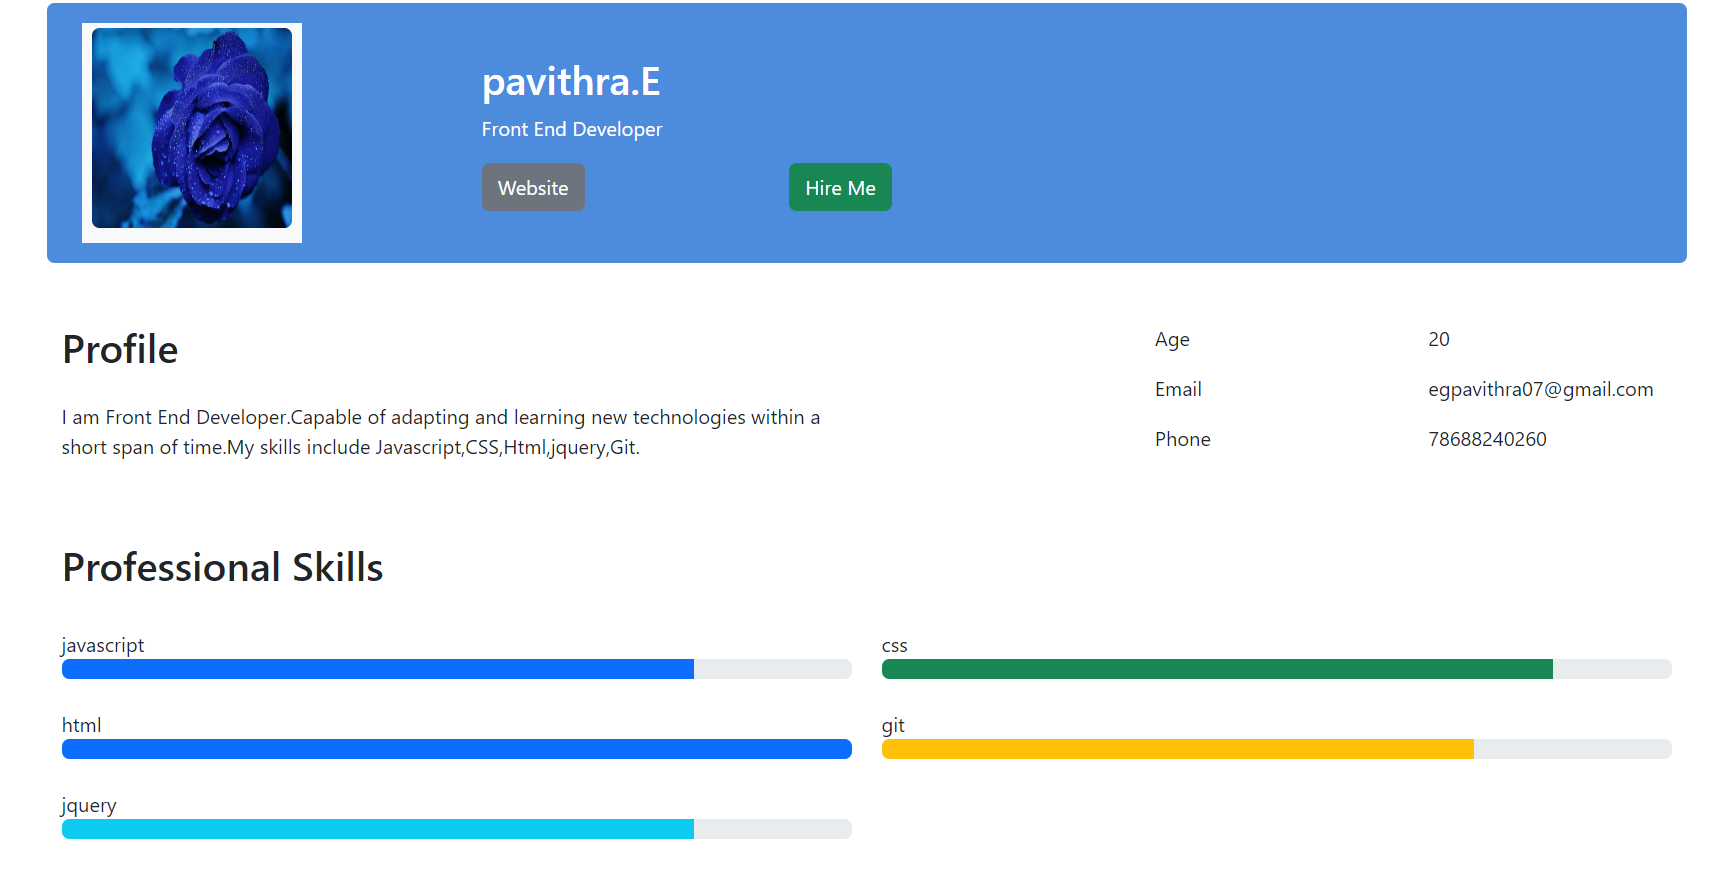 pavithra.E
Front End Developer
Website
Hire Me
Profile
I am Front End Developer.Capable of adapting and learning new technologies within a
short span of time.My skills include Javascript,CSS,Html,jquery,Git.
Age 20
Email egpavithra07@gmail.com
Phone 78688240260
Professional Skills
javascript
css
html
git
jquery